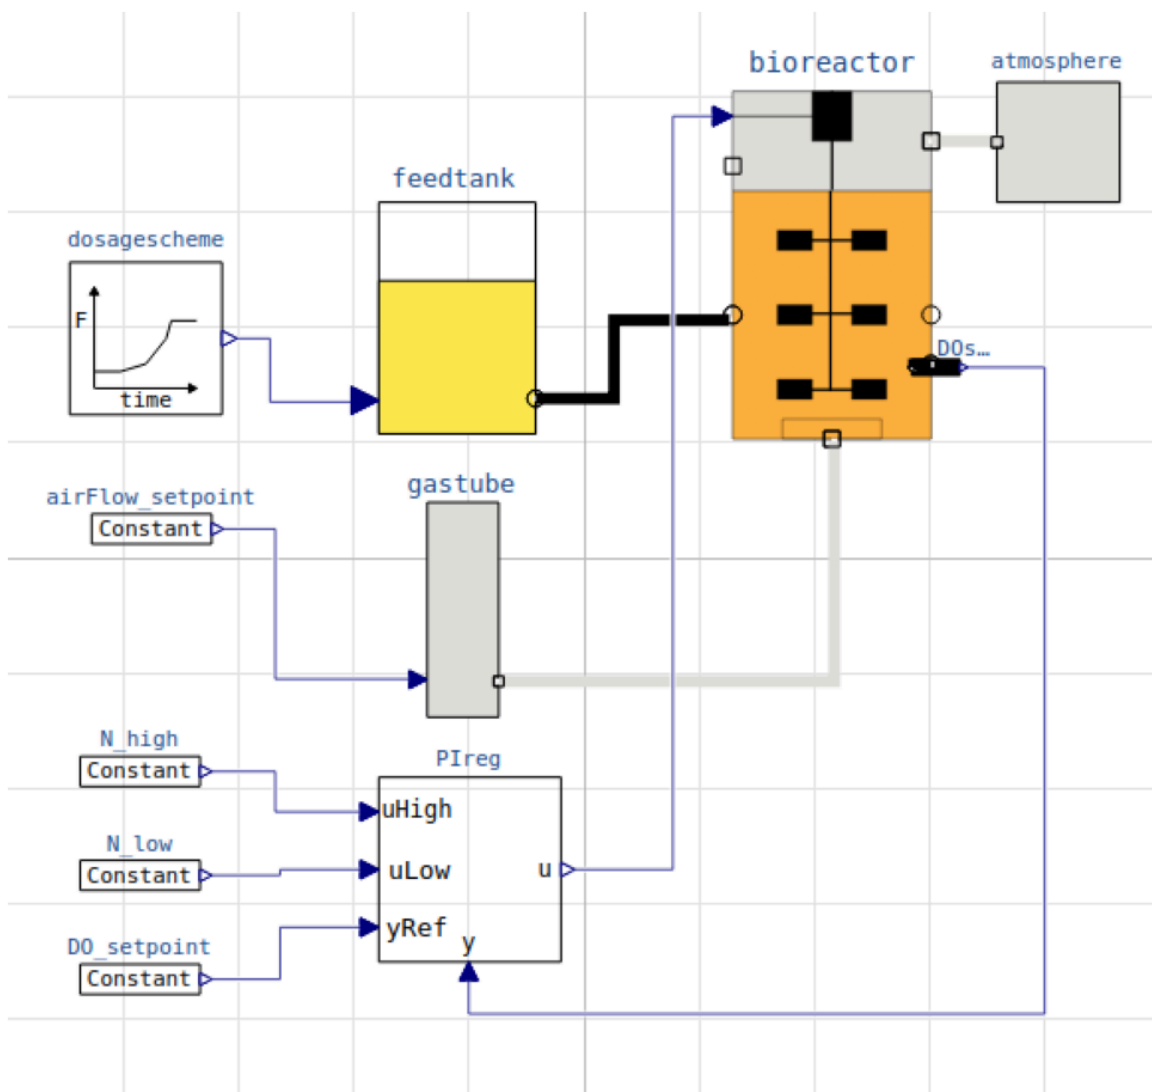 bioreactor
atmosphere
feedtank
dosagescheme
F
time
DOs…
gastube
airFlow_setpoint
Constant
N_high
Constant
PIreg
uHigh
N_low
Constant
uLow
u
yRef
y
DO_setpoint
Constant